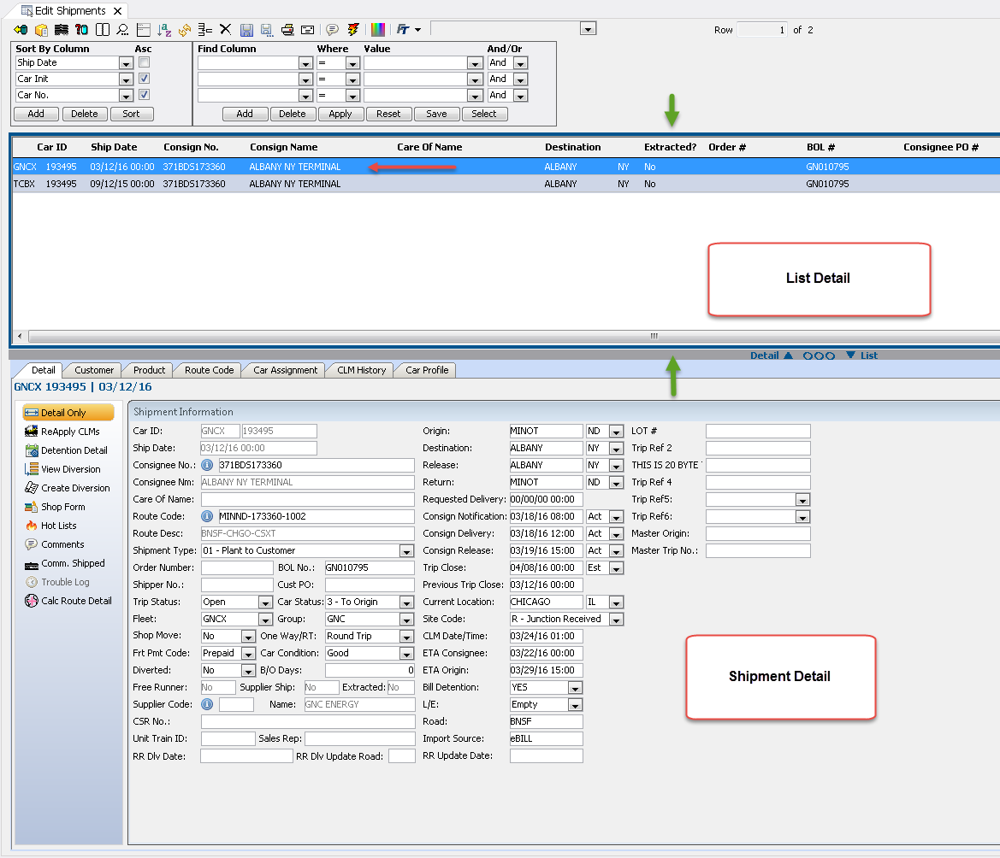 Edit Shipments
Row 1 of 2
Sort By Column Asc Find Column Where Value And/Or
Ship Date = And
Car Init = And
Car No. = And
Add Delete Sort Add Delete Apply Reset Save Select
Car ID Ship Date Consign No. Consign Name Care Of Name Destination Extracted? Order # BOL # Consignee PO #
GNCX 193495 03/12/16 00:00 371BDS173360 ALBANY NY TERMINAL ALBANY NY No GN010795
TCBX 193495 09/12/15 00:00 371BDS173360 ALBANY NY TERMINAL ALBANY NY No GN010795
List Detail
Detail List
Detail Customer Product Route Code Car Assignment CLM History Car Profile
GNCX 193495 | 03/12/16
Detail Only
ReApply CLMs
Detention Detail
View Diversion
Create Diversion
Shop Form
Hot Lists
Comments
Comm. Shipped
Trouble Log
Calc Route Detail
Shipment Information
Car ID: GNCX 193495 Origin: MINOT ND LOT #
Ship Date: 03/12/16 00:00 Destination: ALBANY NY Trip Ref 2
Consignee No.: 371BDS173360 Release: ALBANY NY THIS IS 20 BYTE
Consignee Nm: ALBANY NY TERMINAL Return: MINOT ND Trip Ref 4
Care Of Name: Requested Delivery: 00/00/00 00:00 Trip Ref5:
Route Code: MINND-173360-1002 Consign Notification: 03/18/16 08:00 Act Trip Ref6:
Route Desc: BNSF-CHGO-CSXT Consign Delivery: 03/18/16 12:00 Act Master Origin:
Shipment Type: 01 - Plant to Customer Consign Release: 03/19/16 15:00 Act Master Trip No.:
Order Number: BOL No.: GN010795 Trip Close: 04/08/16 00:00 Est
Shipper No.: Cust PO: Previous Trip Close: 03/12/16 00:00
Trip Status: Open Car Status: 3 - To Origin Current Location: CHICAGO IL
Fleet: GNCX Group: GNC Site Code: R - Junction Received
Shop Move: No One Way/RT: Round Trip CLM Date/Time: 03/24/16 01:00
Frt Pmt Code: Prepaid Car Condition: Good ETA Consignee: 03/22/16 00:00
Diverted: No B/O Days: 0 ETA Origin: 03/29/16 15:00
Free Runner: No Supplier Ship: No Extracted: No Bill Detention: YES
Supplier Code: Name: GNC ENERGY L/E: Empty
CSR No.: Road: BNSF
Unit Train ID: Sales Rep: Import Source: eBILL
RR Dlv Date: RR Dlv Update Road: RR Update Date:
Shipment Detail